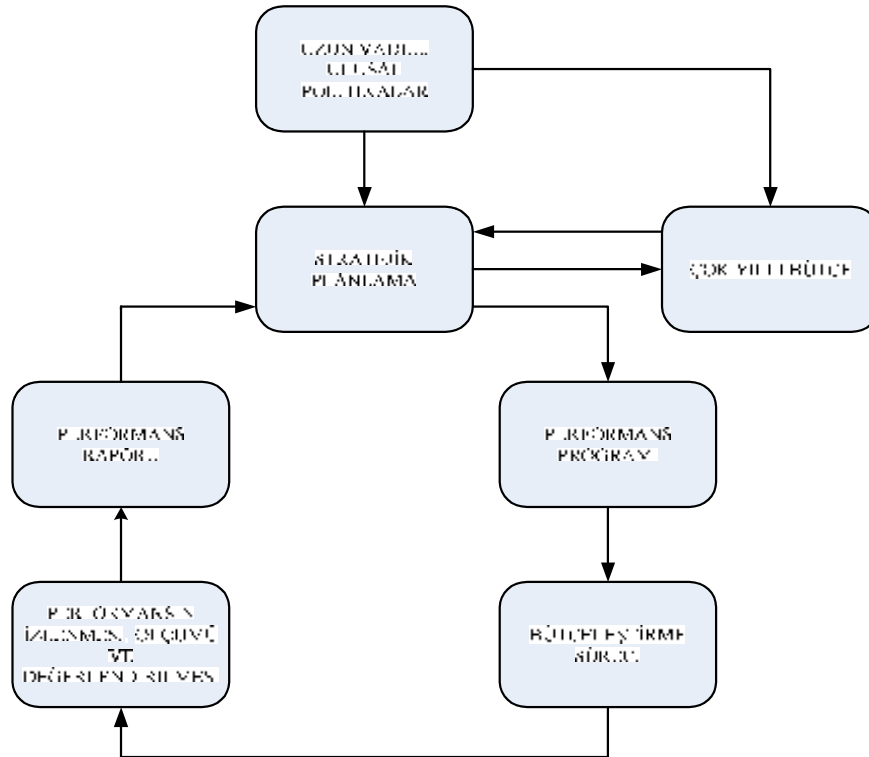 UZUN VADELİ
ULUSAL
POLİTİKALAR
STRATEJİK
PLANLAMA
ÇOK YILLI BÜTÇE
PERFORMANS
RAPORU
PERFORMANS
PROGRAMI
PERFORMANSIN
İZLENMESİ, ÖLÇÜMÜ
VE
DEĞERLENDİRİLMESİ
BÜTÇELEŞTİRME
SÜRECİ